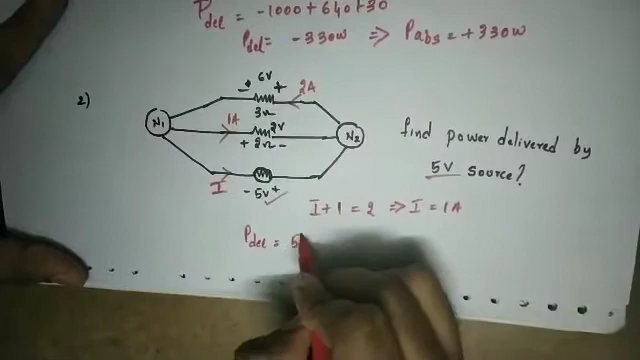 Pdel = -1000 + 640 + 30
Pdel = -330W ⇒ Pabs = +330W
2)
6V
- +
2A
3Ω
N1
1A
2V
+ 2Ω -
N2
I
- 5V +
find power delivered by
5V source?
I + 1 = 2 ⇒ I = 1A
Pdel = 5